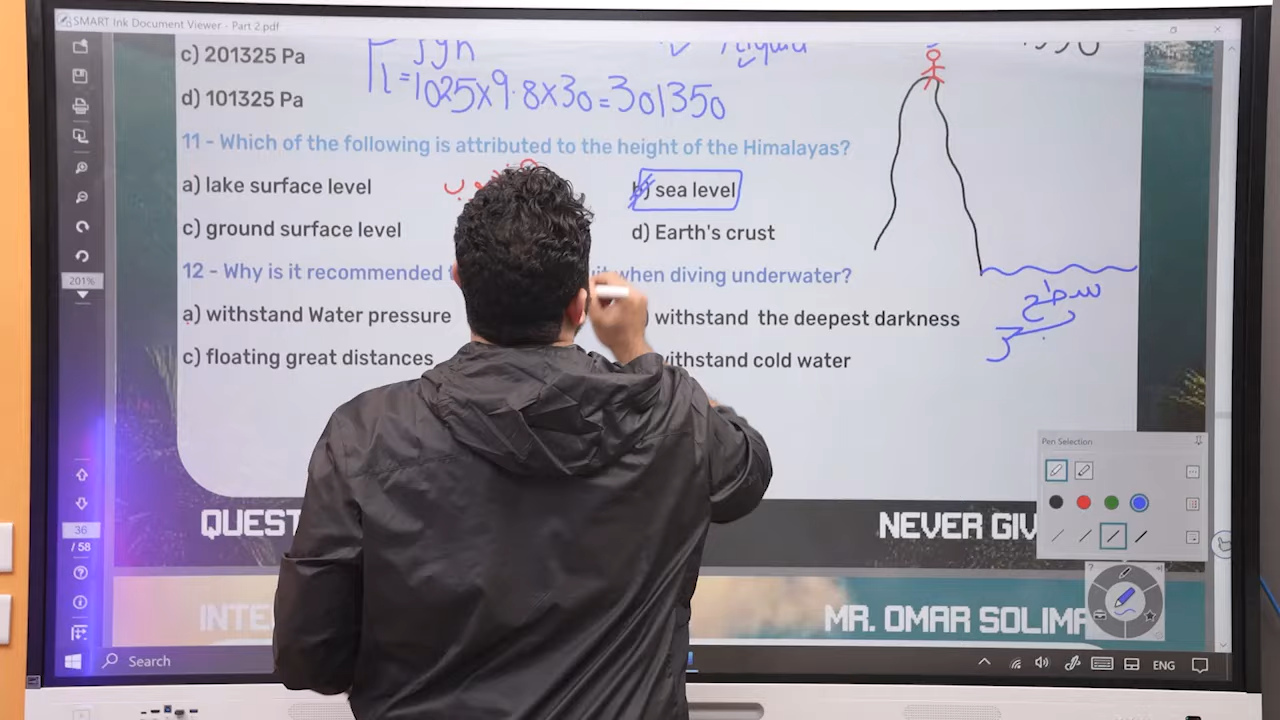 SMART Ink Document Viewer - Part 2.pdf
c) 201325 Pa
d) 101325 Pa
=1025×9.8×30=301350
11 - Which of the following is attributed to the height of the Himalayas?
a) lake surface level
b) sea level
c) ground surface level
d) Earth's crust
12 - Why is it recommended when diving underwater?
a) withstand Water pressure
withstand the deepest darkness
c) floating great distances
withstand cold water
سطح
201%
Pen Selection
36
/ 58
QUEST
NEVER GIV
INTE
MR. OMAR SOLIMA
Search
ENG